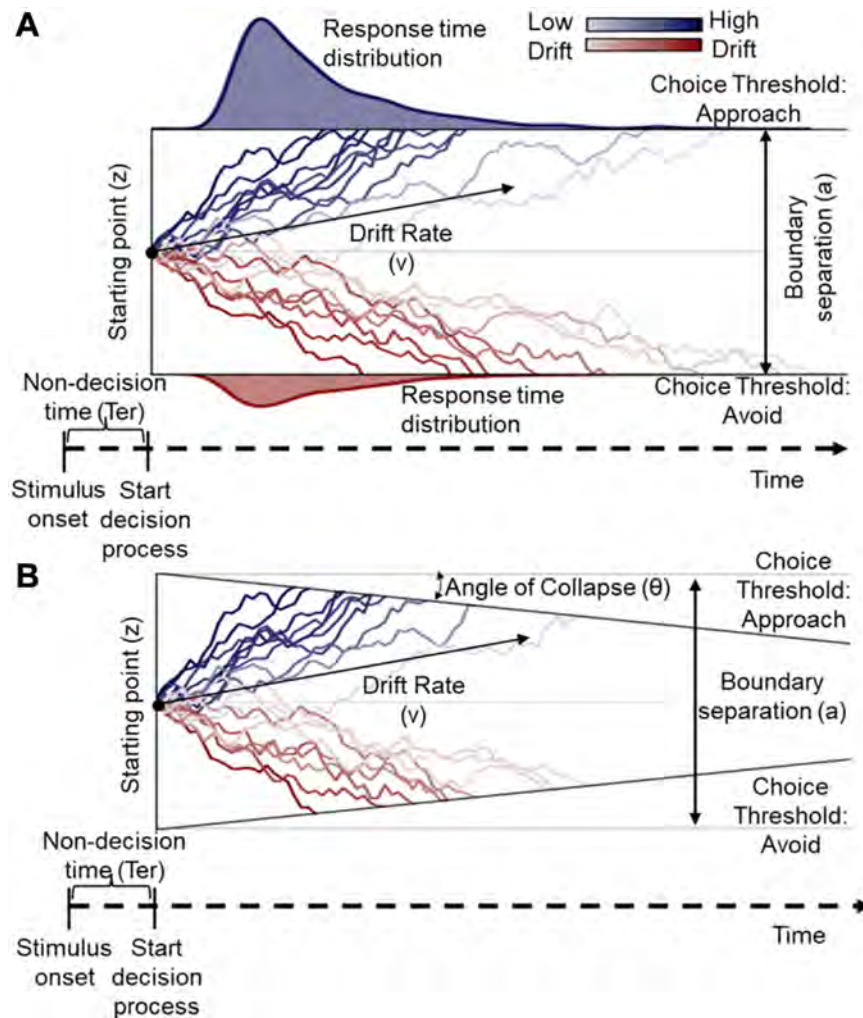 A
Response time
distribution
Low
High
Drift
Drift
Choice Threshold:
Approach
Starting point (z)
Drift Rate
(v)
Boundary
separation (a)
Non-decision
time (Ter)
Response time
distribution
Choice Threshold:
Avoid
Time
Stimulus
onset
Start
decision
process
B
Choice
Threshold:
Approach
Angle of Collapse (θ)
Starting point (z)
Drift Rate
(v)
Boundary
separation (a)
Choice
Threshold:
Avoid
Non-decision
time (Ter)
Time
Stimulus
onset
Start
decision
process